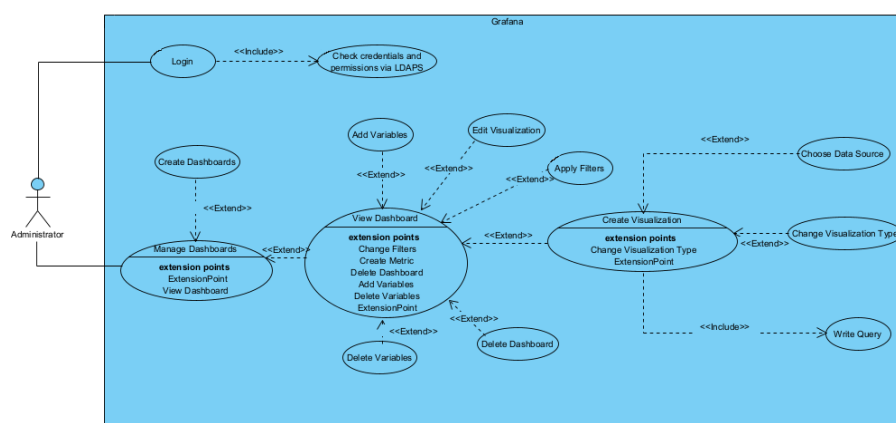 Grafana
Login
<<Include>>
Check credentials and
permissions via LDAPS
Add Variables
Edit Visualization
<<Extend>>
Choose Data Source
Create Dashboards
<<Extend>>
<<Extend>>
Apply Filters
<<Extend>>
<<Extend>>
Administrator
View Dashboard
extension points
Change Filters
Create Metric
Delete Dashboard
Add Variables
Delete Variables
ExtensionPoint
<<Extend>>
Create Visualization
extension points
Change Visualization Type
ExtensionPoint
Change Visualization Type
<<Extend>>
Manage Dashboards
extension points
ExtensionPoint
View Dashboard
<<Extend>>
<<Extend>>
<<Extend>>
<<Include>>
Write Query
Delete Variables
Delete Dashboard